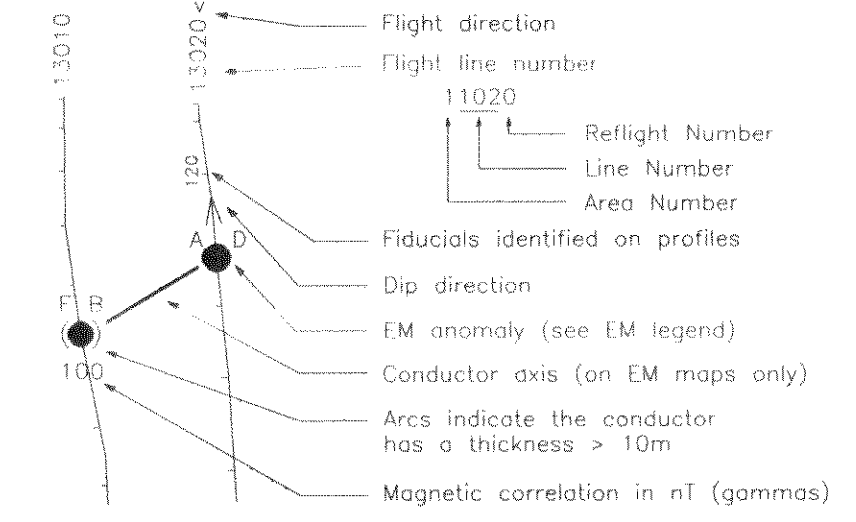 13010
13020 <
Flight direction
Flight line number
11020
Reflight Number
Line Number
Area Number
120
A D
Fiducials identified on profiles
Dip direction
F B
( )
EM anomaly (see EM legend)
100
Conductor axis (on EM maps only)
Arcs indicate the conductor
has a thickness > 10m
Magnetic correlation in nT (gammas)